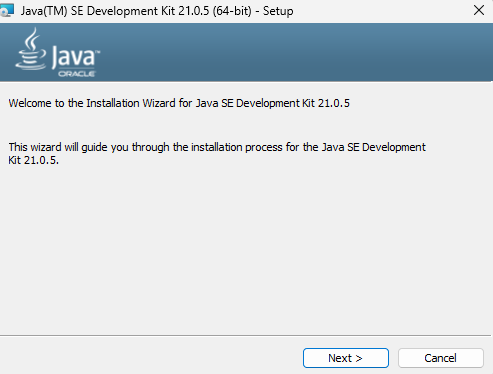 Java(TM) SE Development Kit 21.0.5 (64-bit) - Setup
Java™
ORACLE
Welcome to the Installation Wizard for Java SE Development Kit 21.0.5
This wizard will guide you through the installation process for the Java SE Development
Kit 21.0.5.
Next >
Cancel